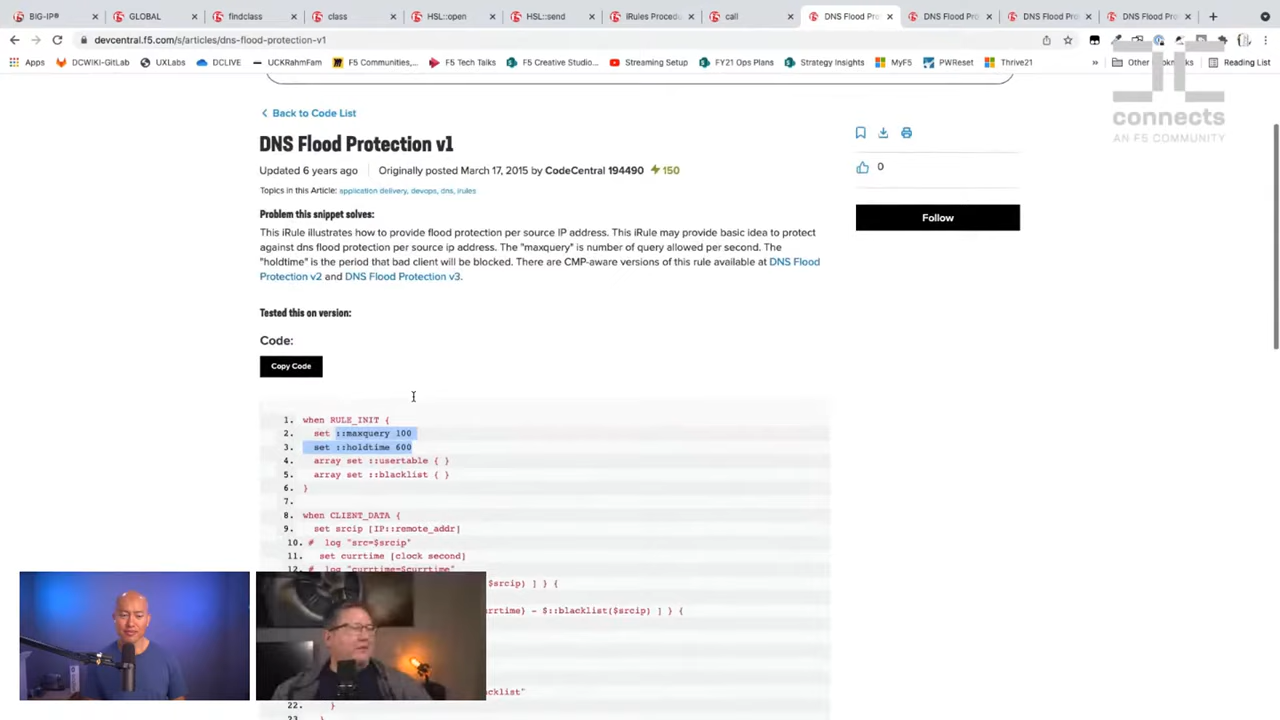 BIG-IP®
GLOBAL
findclass
class
HSL::open
HSL::send
iRules Procedu
call
DNS Flood Pro
DNS Flood Pro
DNS Flood Pro
DNS Flood Pro
devcentral.f5.com/s/articles/dns-flood-protection-v1
Apps
DCWIKI-GitLab
UXLabs
DCLIVE
UCKRahmFam
F5 Communities,...
F5 Tech Talks
F5 Creative Studio...
Streaming Setup
FY21 Ops Plans
Strategy Insights
MyF5
PWReset
Thrive21
»
Other Bookmarks
Reading List
connects
AN F5 COMMUNITY
Back to Code List
DNS Flood Protection v1
Updated 6 years ago
Originally posted March 17, 2015 by CodeCentral 194490
150
0
Topics in this Article: application delivery, devops, dns, irules
Follow
Problem this snippet solves:
This iRule illustrates how to provide flood protection per source IP address. This iRule may provide basic idea to protect
against dns flood protection per source ip address. The "maxquery" is number of query allowed per second. The
"holdtime" is the period that bad client will be blocked. There are CMP-aware versions of this rule available at DNS Flood
Protection v2 and DNS Flood Protection v3.
Tested this on version:
Code:
Copy Code
1. when RULE_INIT {
2. set ::maxquery 100
3. set ::holdtime 600
4. array set ::usertable { }
5. array set ::blacklist { }
6. }
7.
8. when CLIENT_DATA {
9. set srcip [IP::remote_addr]
10. # log "src=$srcip"
11. set currtime [clock second]
12. # log "currtime=$currtime"
$srcip) ] } {
rrtime} - $::blacklist($srcip) ] } {
cklist"
22. }
23. }